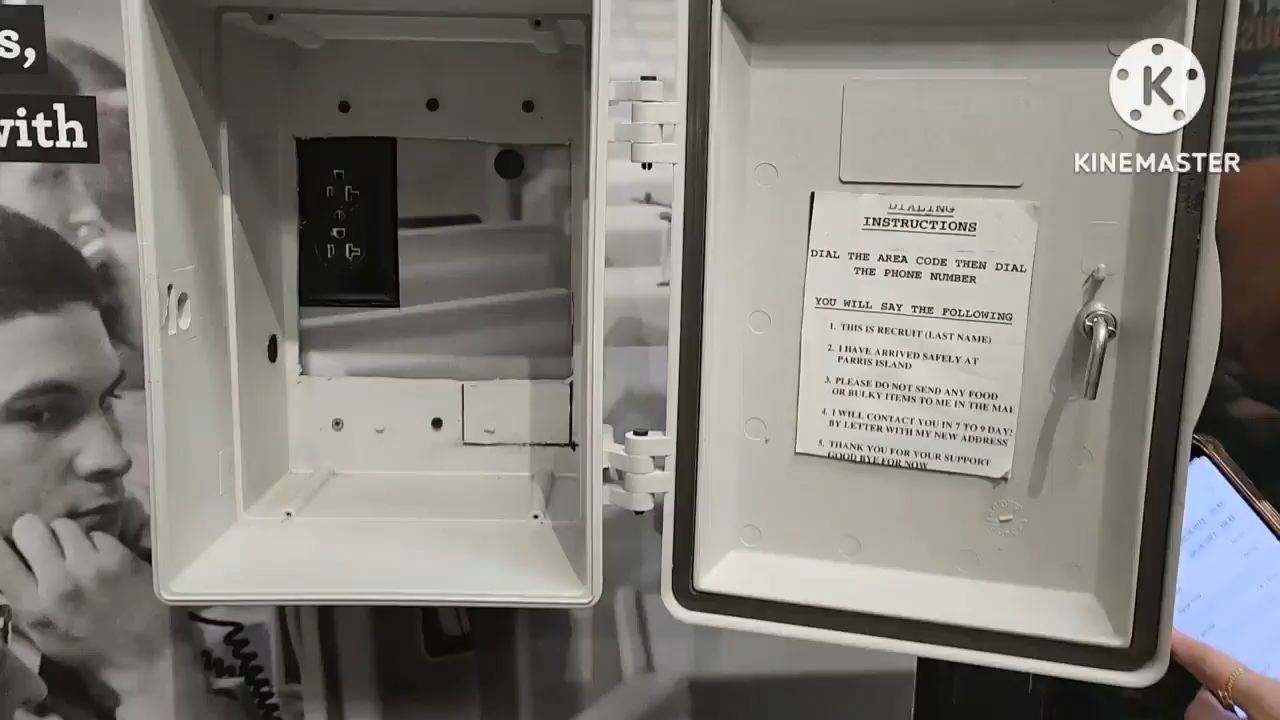 s,
with
KINEMASTER
DIALING
INSTRUCTIONS
DIAL THE AREA CODE THEN DIAL
THE PHONE NUMBER
YOU WILL SAY THE FOLLOWING
1. THIS IS RECRUIT (LAST NAME)
2. I HAVE ARRIVED SAFELY AT
PARRIS ISLAND
3. PLEASE DO NOT SEND ANY FOOD
OR BULKY ITEMS TO ME IN THE MAI
4. I WILL CONTACT YOU IN 7 TO 9 DAY
BY LETTER WITH MY NEW ADDRESS
5. THANK YOU FOR YOUR SUPPORT
GOOD BYE FOR NOW